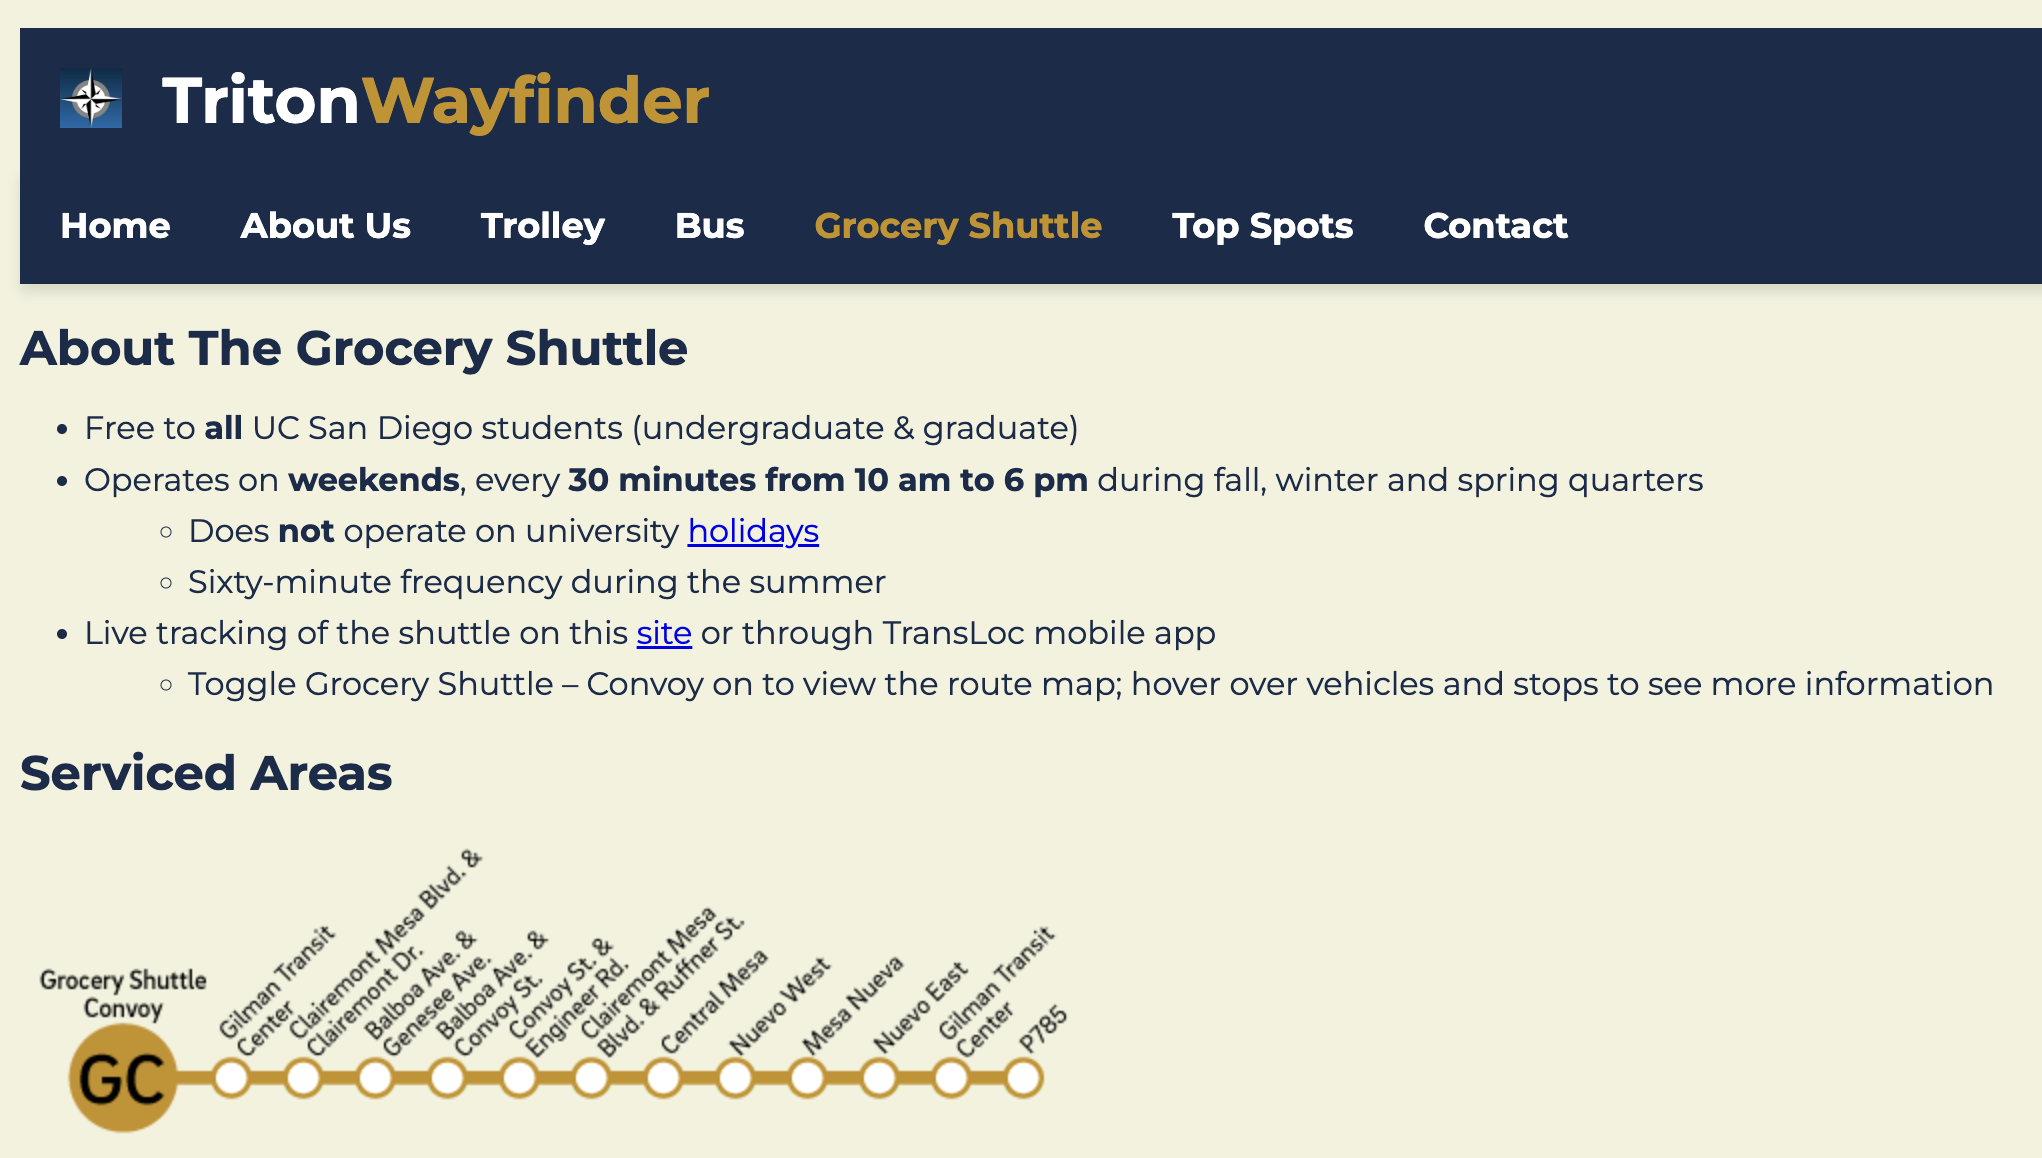 TritonWayfinder
Home About Us Trolley Bus Grocery Shuttle Top Spots Contact
About The Grocery Shuttle
• Free to all UC San Diego students (undergraduate & graduate)
• Operates on weekends, every 30 minutes from 10 am to 6 pm during fall, winter and spring quarters
◦ Does not operate on university holidays
◦ Sixty-minute frequency during the summer
• Live tracking of the shuttle on this site or through TransLoc mobile app
◦ Toggle Grocery Shuttle – Convoy on to view the route map; hover over vehicles and stops to see more information
Serviced Areas
Grocery Shuttle
Convoy
GC
Gilman Transit
Center
Clairemont Mesa Blvd. &
Clairemont Dr.
Balboa Ave. &
Genesee Ave.
Balboa Ave. &
Convoy St.
Convoy St. &
Engineer Rd.
Clairemont Mesa
Blvd. & Ruffner St.
Central Mesa
Nuevo West
Mesa Nueva
Nuevo East
Gilman Transit
Center
P785